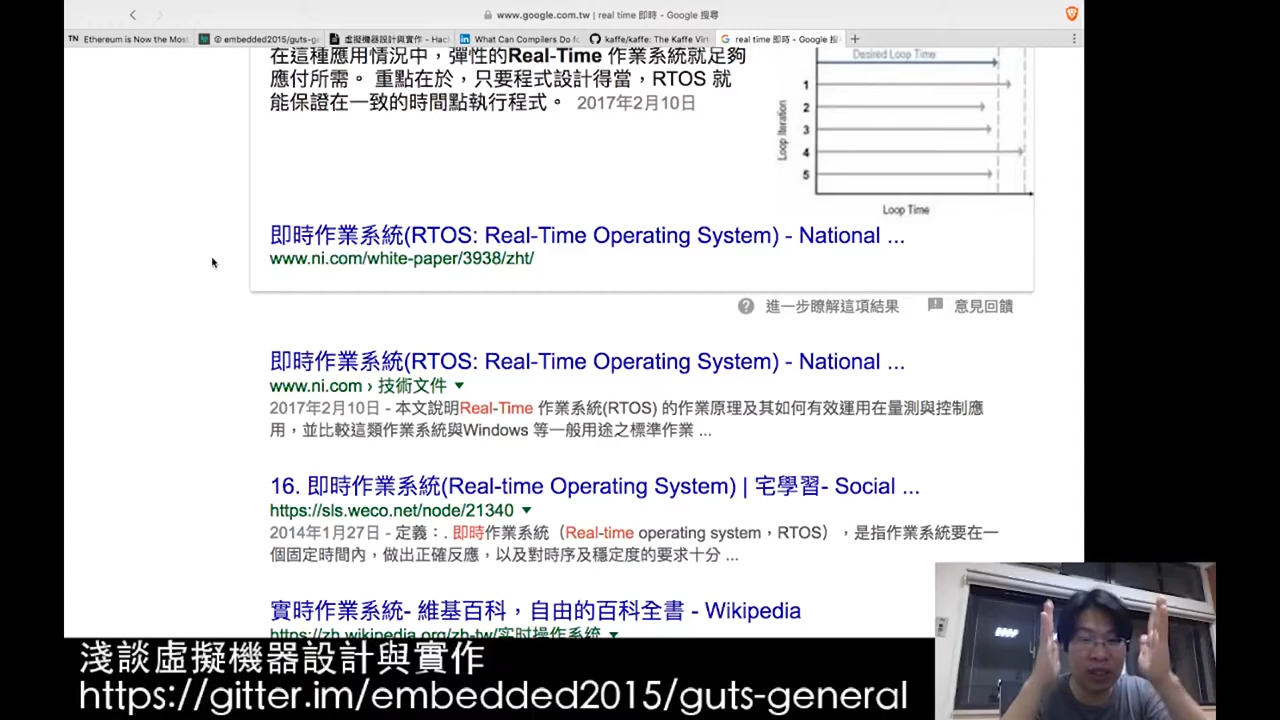 www.google.com.tw | real time 即時 - Google 搜尋
TN Ethereum is Now the Most
embedded2015/guts-g
虛擬機器設計與實作 - Hac
in What Can Compilers Do fo
kaffe/kaffe: The Kaffe Virt
G real time 即時 - Google 搜
在這種應用情況中，彈性的Real-Time 作業系統就足夠
應付所需。 重點在於，只要程式設計得當，RTOS 就
能保證在一致的時間點執行程式。 2017年2月10日
Desired Loop Time
Loop Iteration
1
2
3
4
5
Loop Time
即時作業系統(RTOS: Real-Time Operating System) - National ...
www.ni.com/white-paper/3938/zht/
進一步瞭解這項結果
意見回饋
即時作業系統(RTOS: Real-Time Operating System) - National ...
www.ni.com › 技術文件
2017年2月10日 - 本文說明Real-Time 作業系統(RTOS) 的作業原理及其如何有效運用在量測與控制應
用，並比較這類作業系統與Windows 等一般用途之標準作業 ...
16. 即時作業系統(Real-time Operating System) | 宅學習- Social ...
https://sls.weco.net/node/21340
2014年1月27日 - 定義：. 即時作業系統（Real-time operating system，RTOS），是指作業系統要在一
個固定時間內，做出正確反應，以及對時序及穩定度的要求十分 ...
實時作業系統- 維基百科，自由的百科全書 - Wikipedia
https://zh.wikipedia.org/zh-tw/实时操作系统
淺談虛擬機器設計與實作
https://gitter.im/embedded2015/guts-general